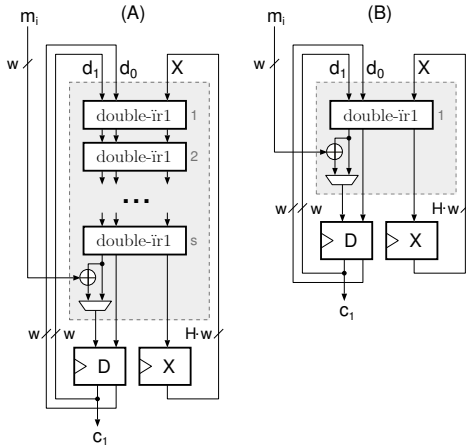 (A)
m_i
w
d_1 d_0 X
double-ïr1 1
double-ïr1 2
...
double-ïr1 s
w w H·w
D X
c_1
(B)
m_i
w
d_1 d_0 X
double-ïr1 1
w w H·w
D X
c_1